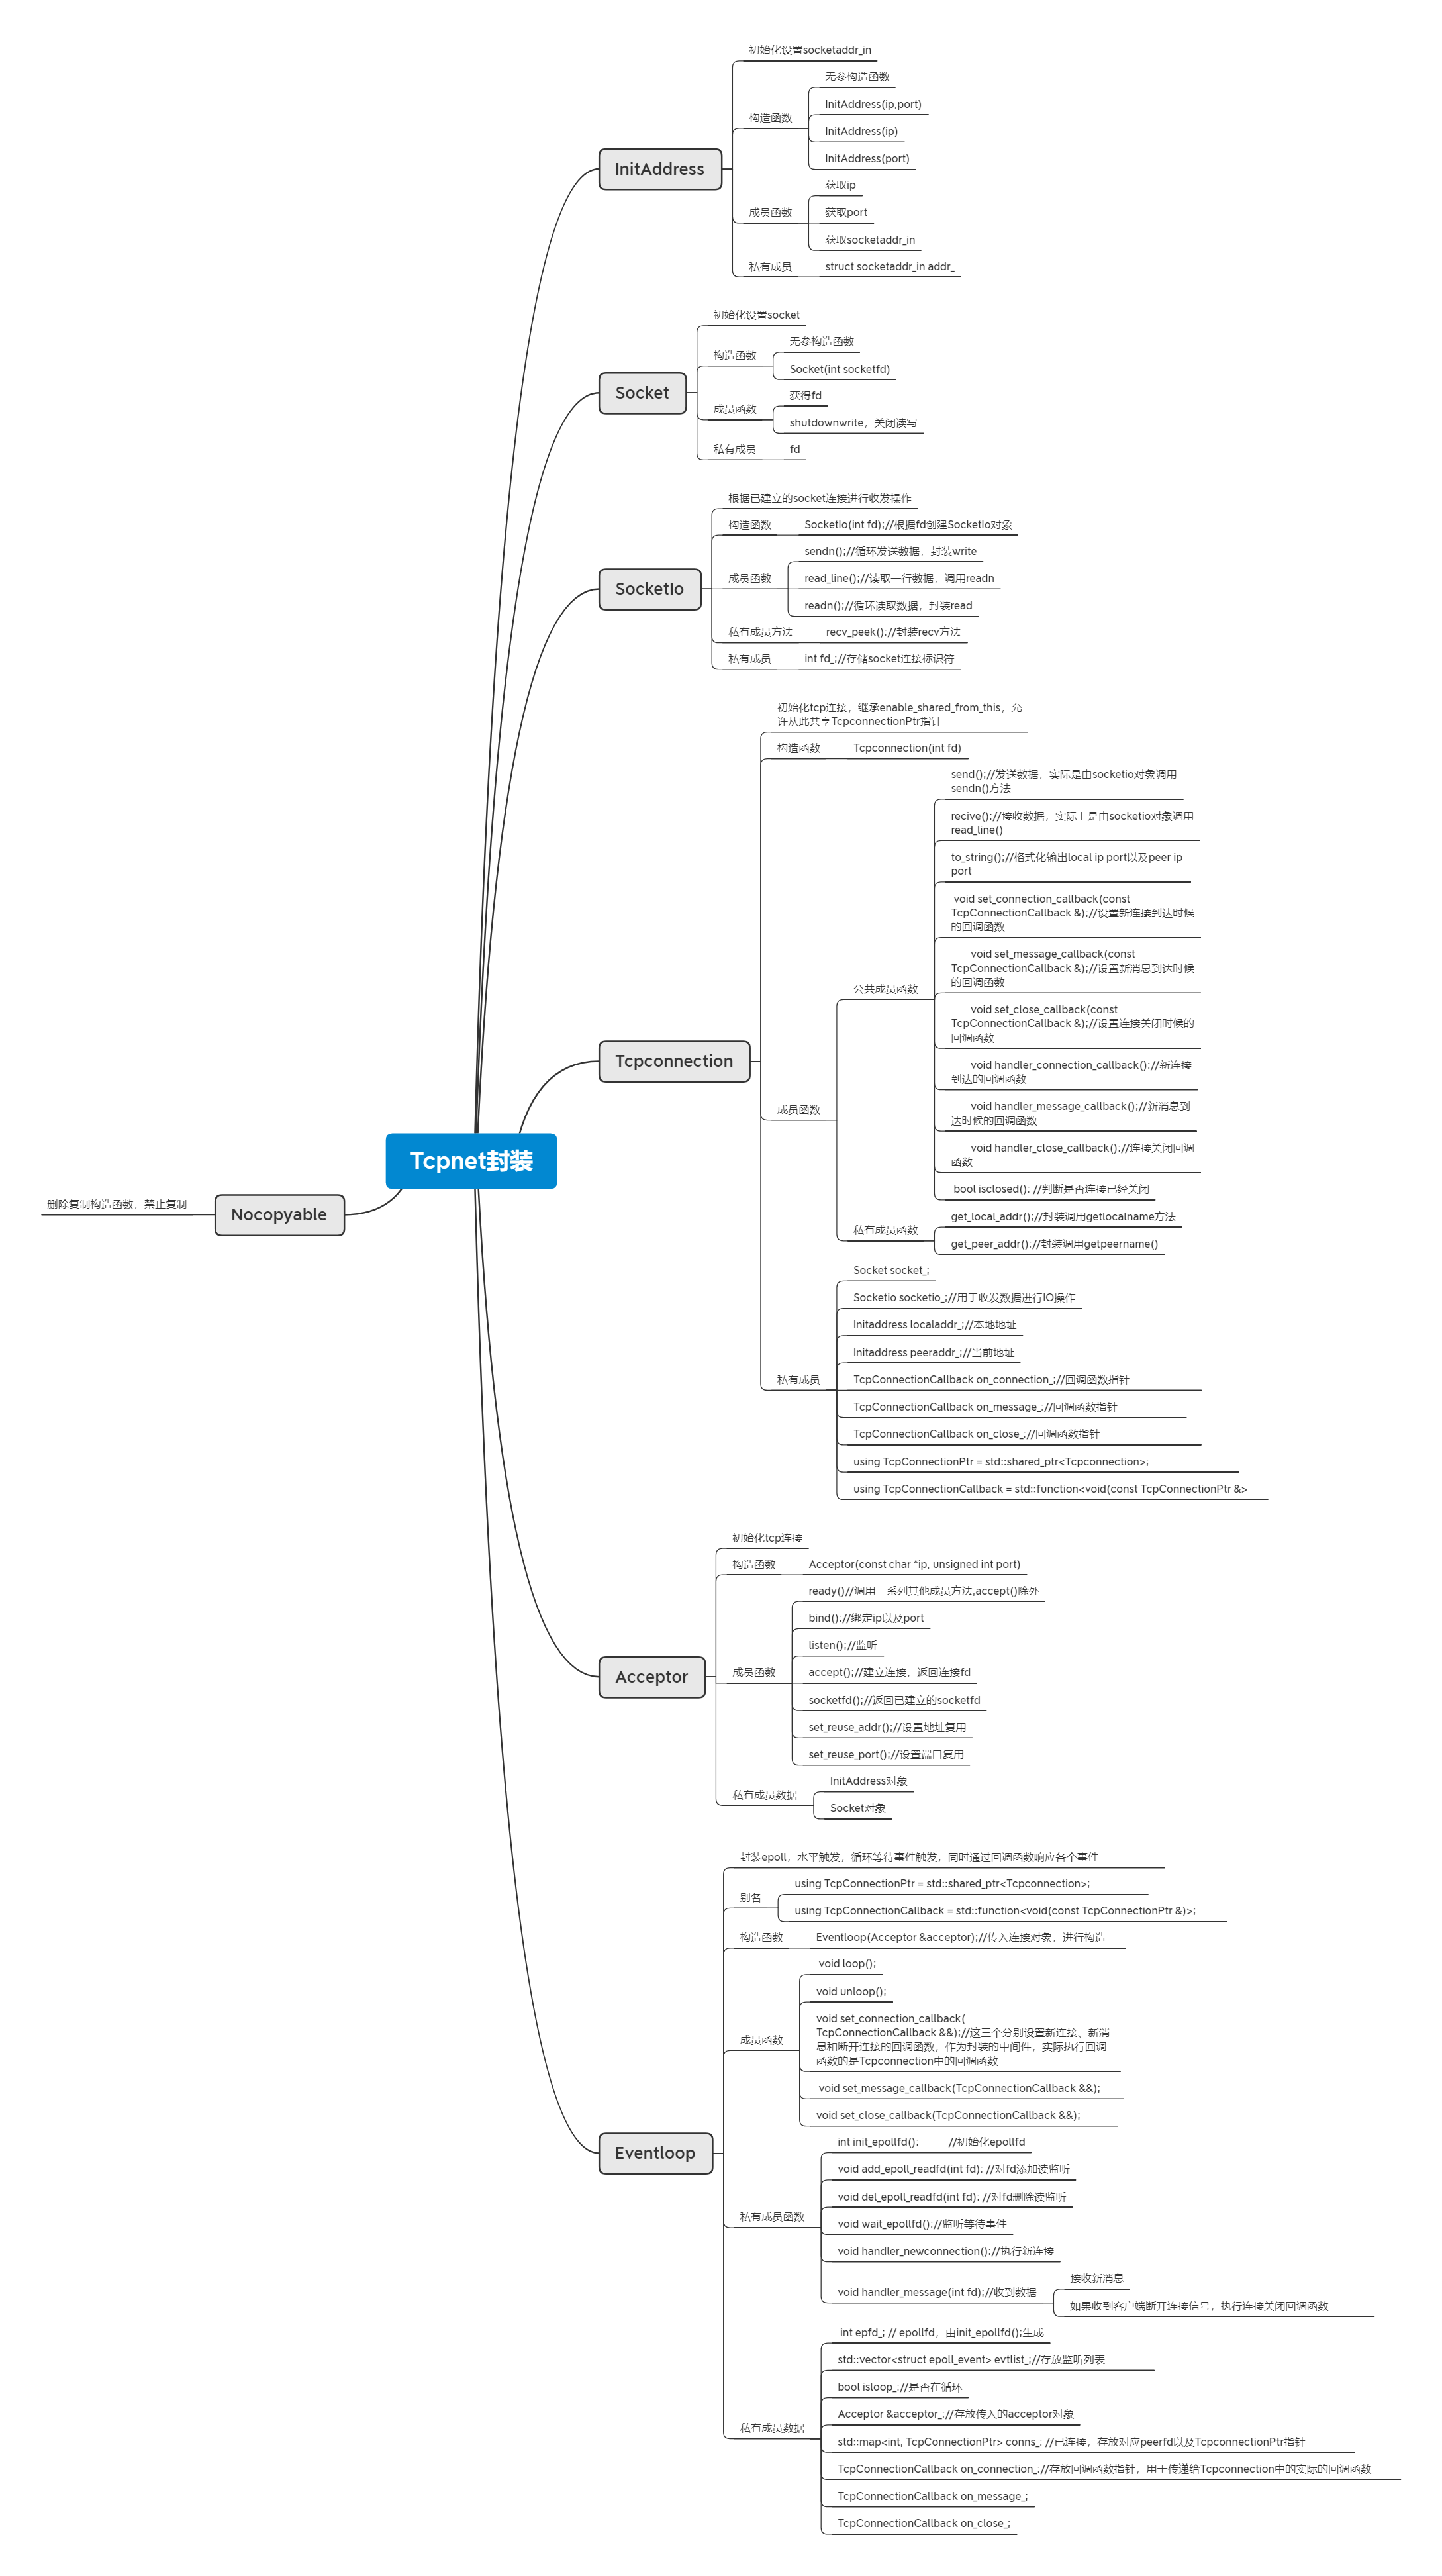 Tcpnet封装
Nocopyable
删除复制构造函数，禁止复制
InitAddress
初始化设置socketaddr_in
构造函数
无参构造函数
InitAddress(ip,port)
InitAddress(ip)
InitAddress(port)
成员函数
获取ip
获取port
获取socketaddr_in
私有成员
struct socketaddr_in addr_
Socket
初始化设置socket
构造函数
无参构造函数
Socket(int socketfd)
成员函数
获得fd
shutdownwrite，关闭读写
私有成员
fd
SocketIo
根据已建立的socket连接进行收发操作
构造函数
SocketIo(int fd);//根据fd创建SocketIo对象
成员函数
sendn();//循环发送数据，封装write
read_line();//读取一行数据，调用readn
readn();//循环读取数据，封装read
私有成员方法
recv_peek();//封装recv方法
私有成员
int fd_;//存储socket连接标识符
Tcpconnection
初始化tcp连接，继承enable_shared_from_this，允
许从此共享TcpconnectionPtr指针
构造函数
Tcpconnection(int fd)
成员函数
公共成员函数
send();//发送数据，实际是由socketio对象调用
sendn()方法
recive();//接收数据，实际上是由socketio对象调用
read_line()
to_string();//格式化输出local ip port以及peer ip
port
void set_connection_callback(const
TcpConnectionCallback &);//设置新连接到达时候
的回调函数
void set_message_callback(const
TcpConnectionCallback &);//设置新消息到达时候
的回调函数
void set_close_callback(const
TcpConnectionCallback &);//设置连接关闭时候的
回调函数
void handler_connection_callback();//新连接
到达的回调函数
void handler_message_callback();//新消息到
达时候的回调函数
void handler_close_callback();//连接关闭回调
函数
bool isclosed(); //判断是否连接已经关闭
私有成员函数
get_local_addr();//封装调用getlocalname方法
get_peer_addr();//封装调用getpeername()
私有成员
Socket socket_;
Socketio socketio_;//用于收发数据进行IO操作
Initaddress localaddr_;//本地地址
Initaddress peeraddr_;//当前地址
TcpConnectionCallback on_connection_;//回调函数指针
TcpConnectionCallback on_message_;//回调函数指针
TcpConnectionCallback on_close_;//回调函数指针
using TcpConnectionPtr = std::shared_ptr<Tcpconnection>;
using TcpConnectionCallback = std::function<void(const TcpConnectionPtr &>
Acceptor
初始化tcp连接
构造函数
Acceptor(const char *ip, unsigned int port)
成员函数
ready()//调用一系列其他成员方法,accept()除外
bind();//绑定ip以及port
listen();//监听
accept();//建立连接，返回连接fd
socketfd();//返回已建立的socketfd
set_reuse_addr();//设置地址复用
set_reuse_port();//设置端口复用
私有成员数据
InitAddress对象
Socket对象
Eventloop
封装epoll，水平触发，循环等待事件触发，同时通过回调函数响应各个事件
别名
using TcpConnectionPtr = std::shared_ptr<Tcpconnection>;
using TcpConnectionCallback = std::function<void(const TcpConnectionPtr &)>;
构造函数
Eventloop(Acceptor &acceptor);//传入连接对象，进行构造
成员函数
void loop();
void unloop();
void set_connection_callback(
TcpConnectionCallback &&);//这三个分别设置新连接、新消
息和断开连接的回调函数，作为封装的中间件，实际执行回调
函数的是Tcpconnection中的回调函数
void set_message_callback(TcpConnectionCallback &&);
void set_close_callback(TcpConnectionCallback &&);
私有成员函数
int init_epollfd(); //初始化epollfd
void add_epoll_readfd(int fd); //对fd添加读监听
void del_epoll_readfd(int fd); //对fd删除读监听
void wait_epollfd();//监听等待事件
void handler_newconnection();//执行新连接
void handler_message(int fd);//收到数据
接收新消息
如果收到客户端断开连接信号，执行连接关闭回调函数
私有成员数据
int epfd_; // epollfd，由init_epollfd();生成
std::vector<struct epoll_event> evtlist_;//存放监听列表
bool isloop_;//是否在循环
Acceptor &acceptor_;//存放传入的acceptor对象
std::map<int, TcpConnectionPtr> conns_; //已连接，存放对应peerfd以及TcpconnectionPtr指针
TcpConnectionCallback on_connection_;//存放回调函数指针，用于传递给Tcpconnection中的实际的回调函数
TcpConnectionCallback on_message_;
TcpConnectionCallback on_close_;